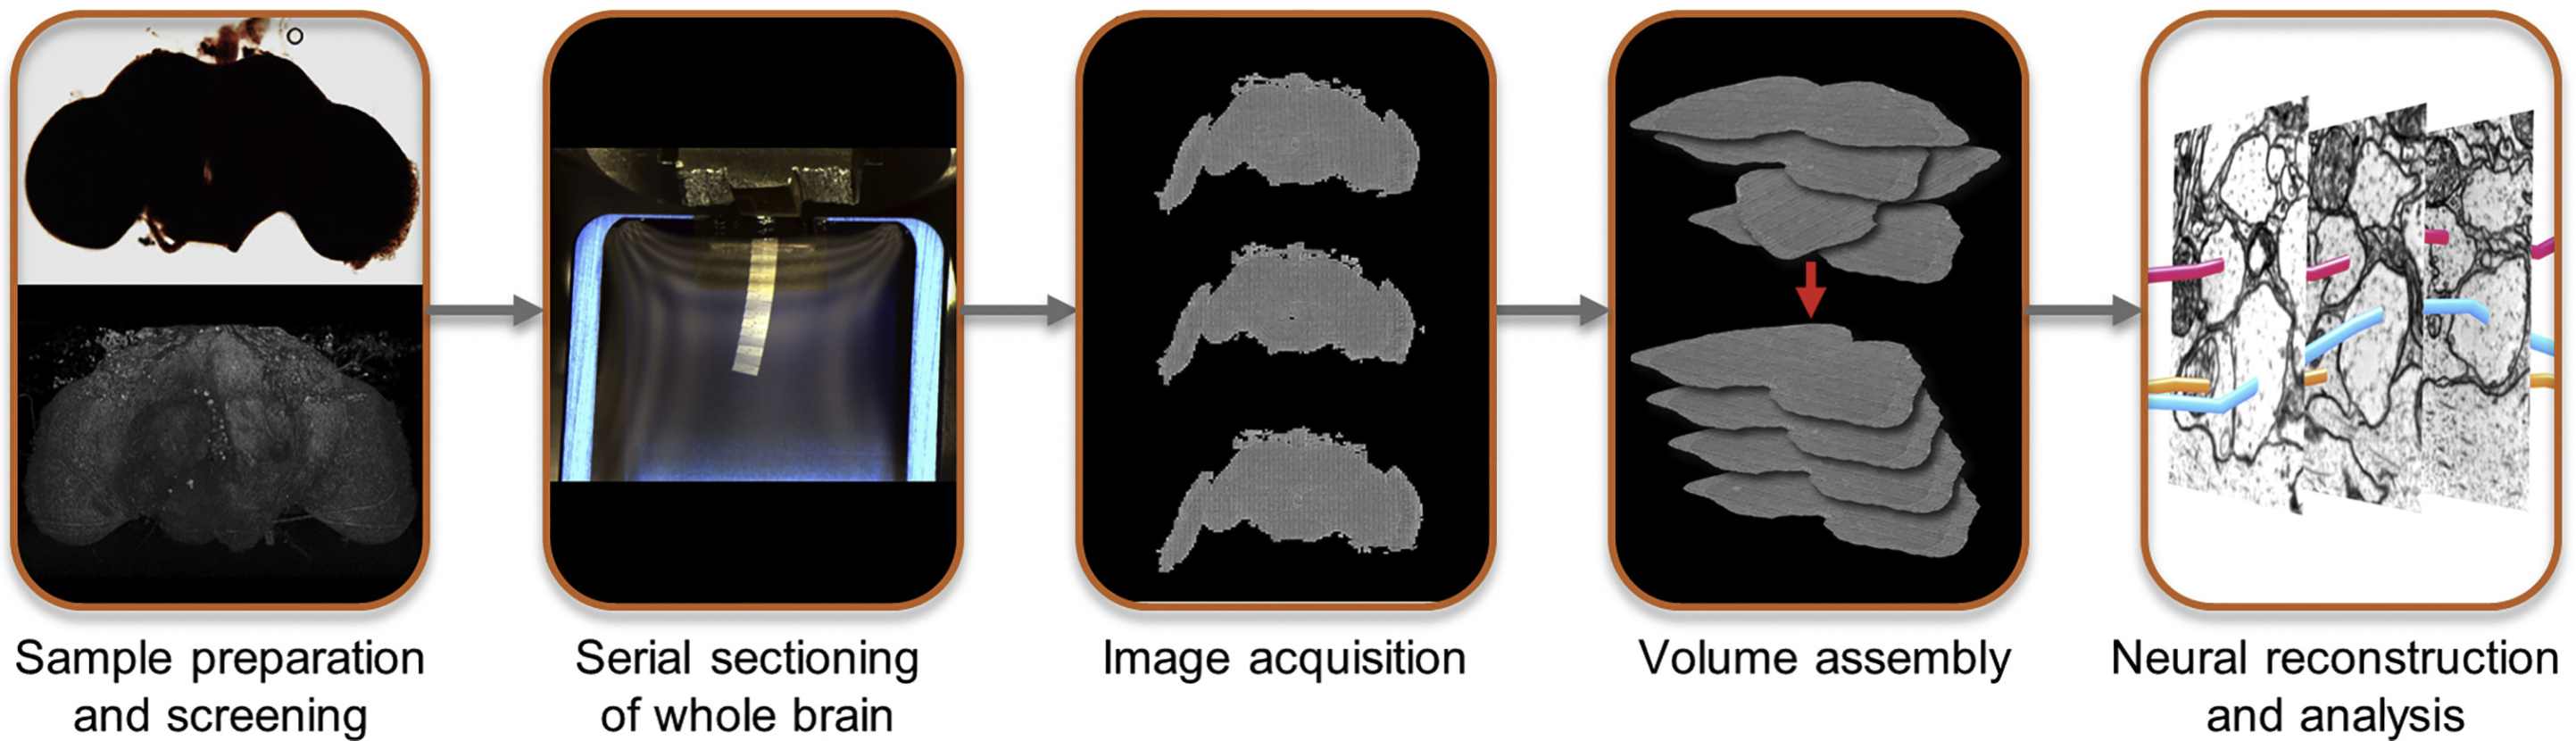 Sample preparation
and screening
Serial sectioning
of whole brain
Image acquisition
Volume assembly
Neural reconstruction
and analysis